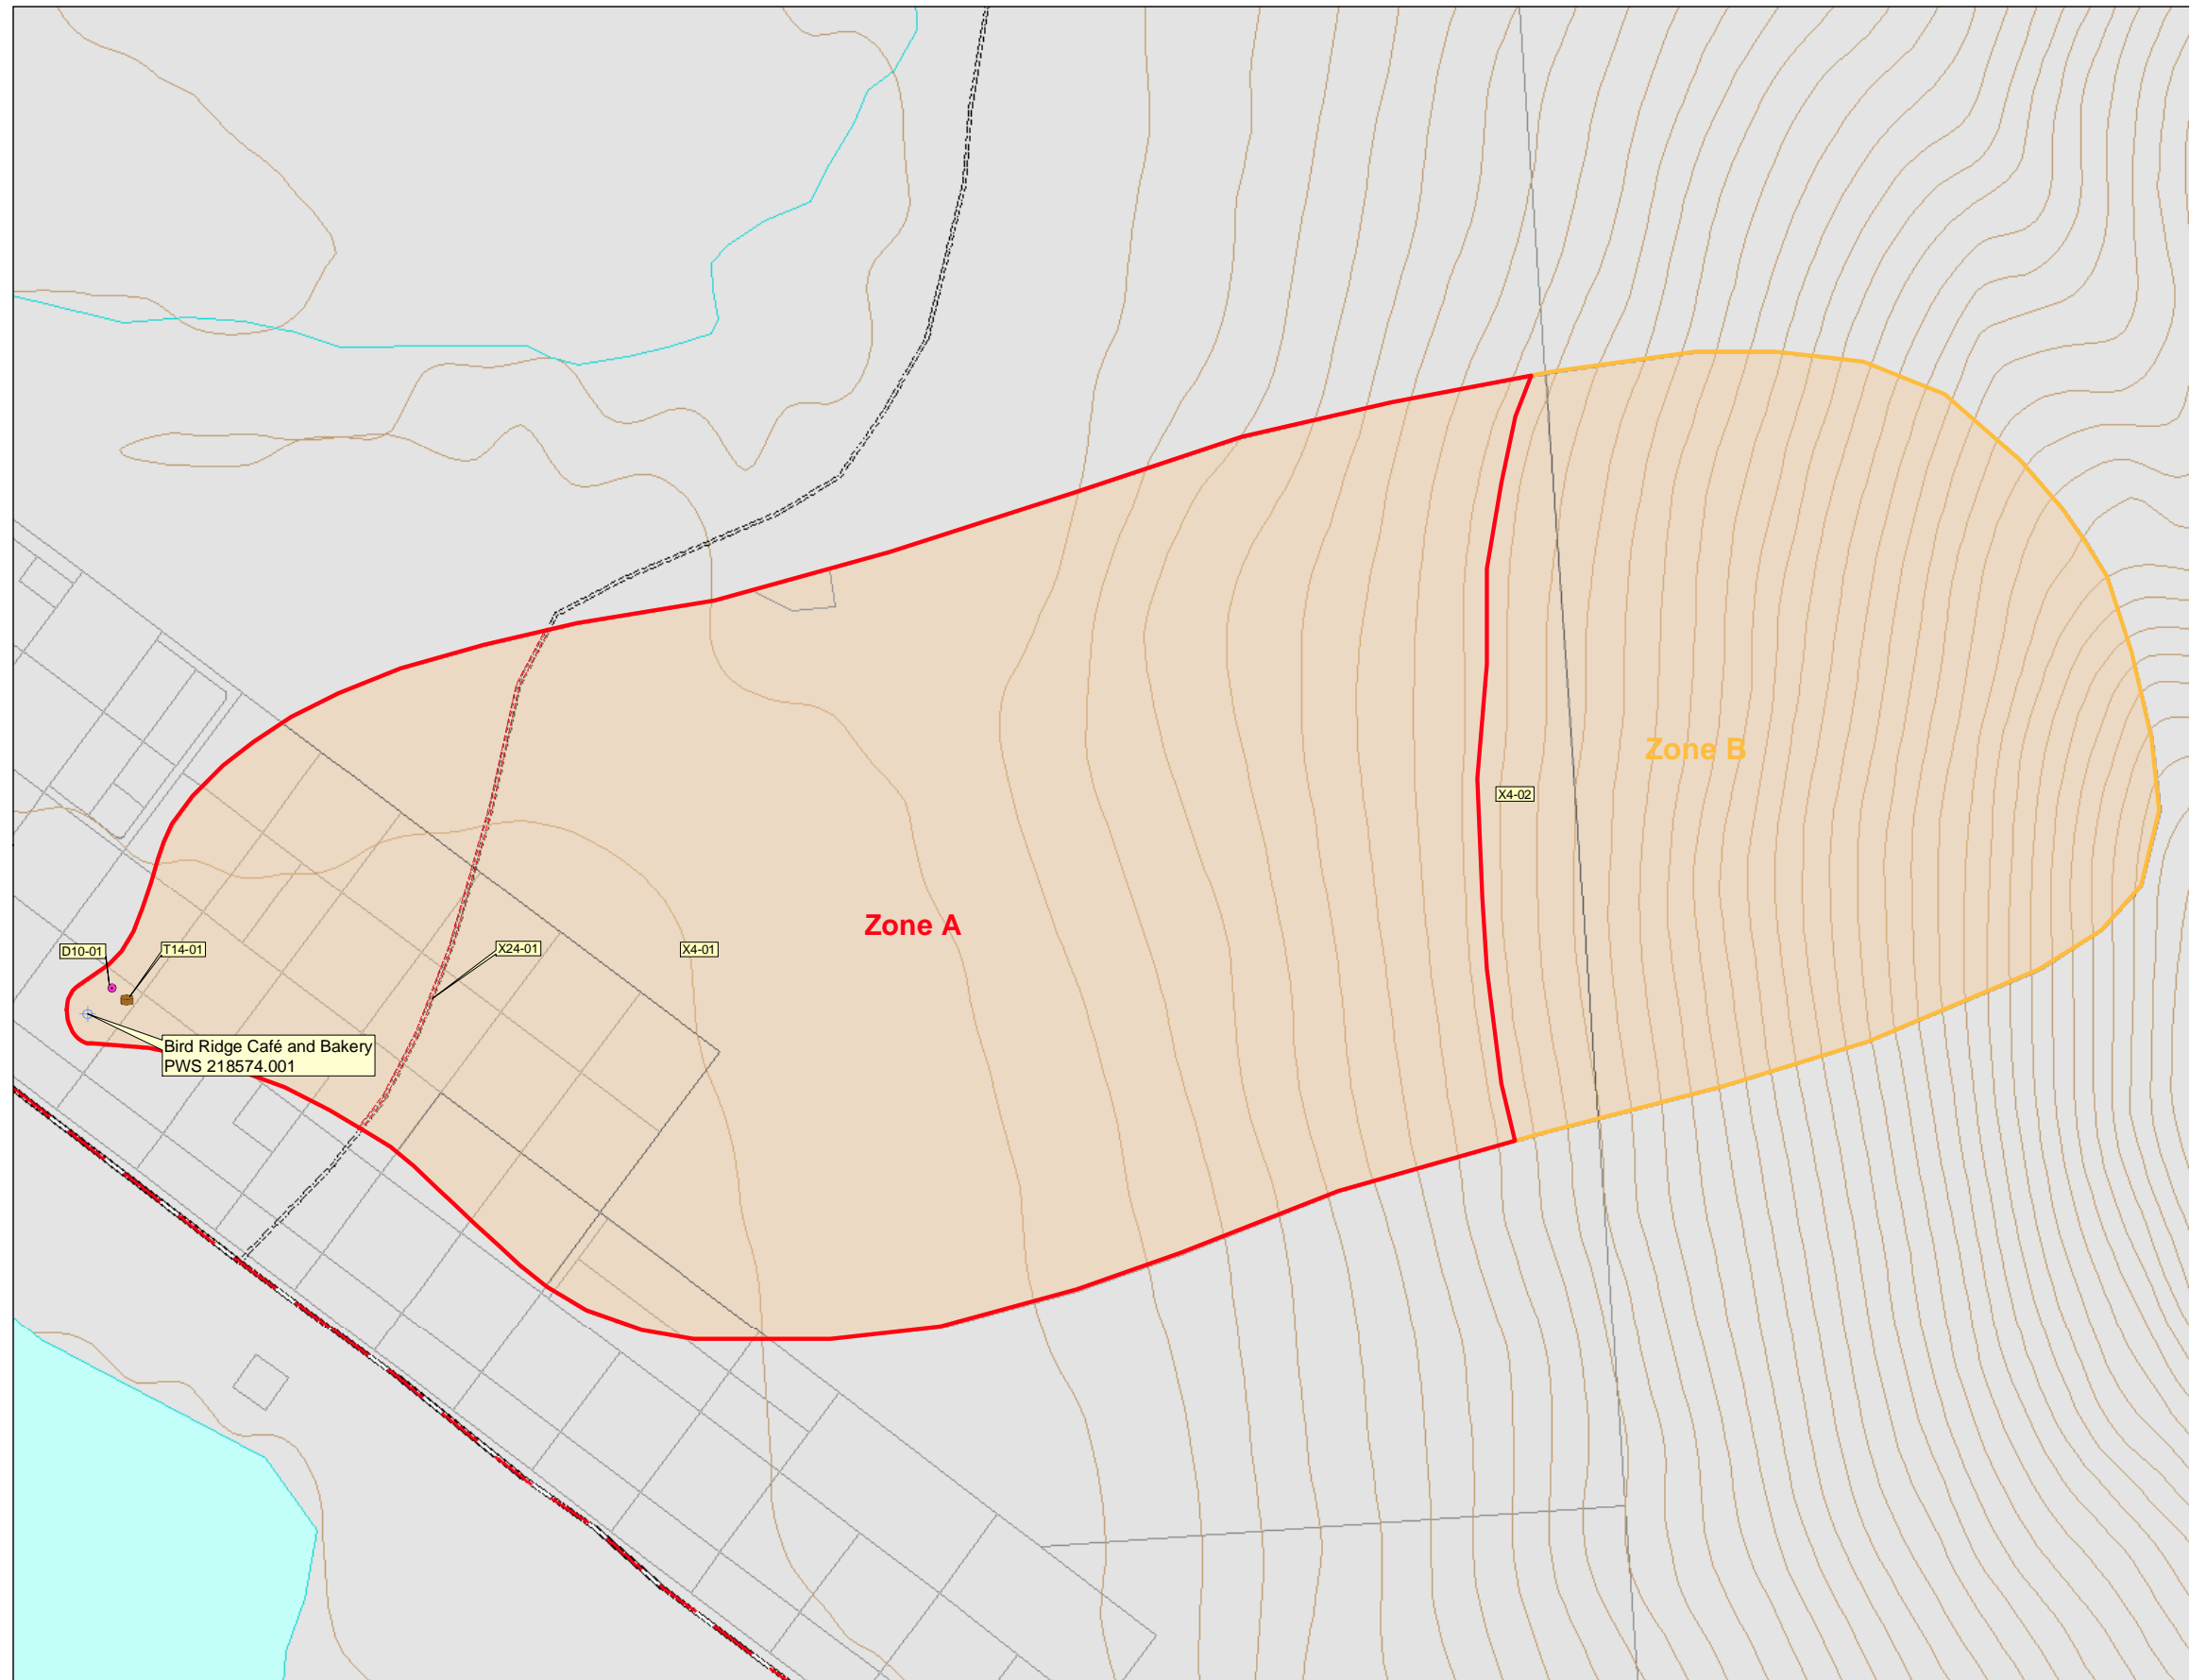 Zone B
X4-02
Zone A
D10-01
T14-01
X24-01
X4-01
Bird Ridge Café and Bakery
PWS 218574.001